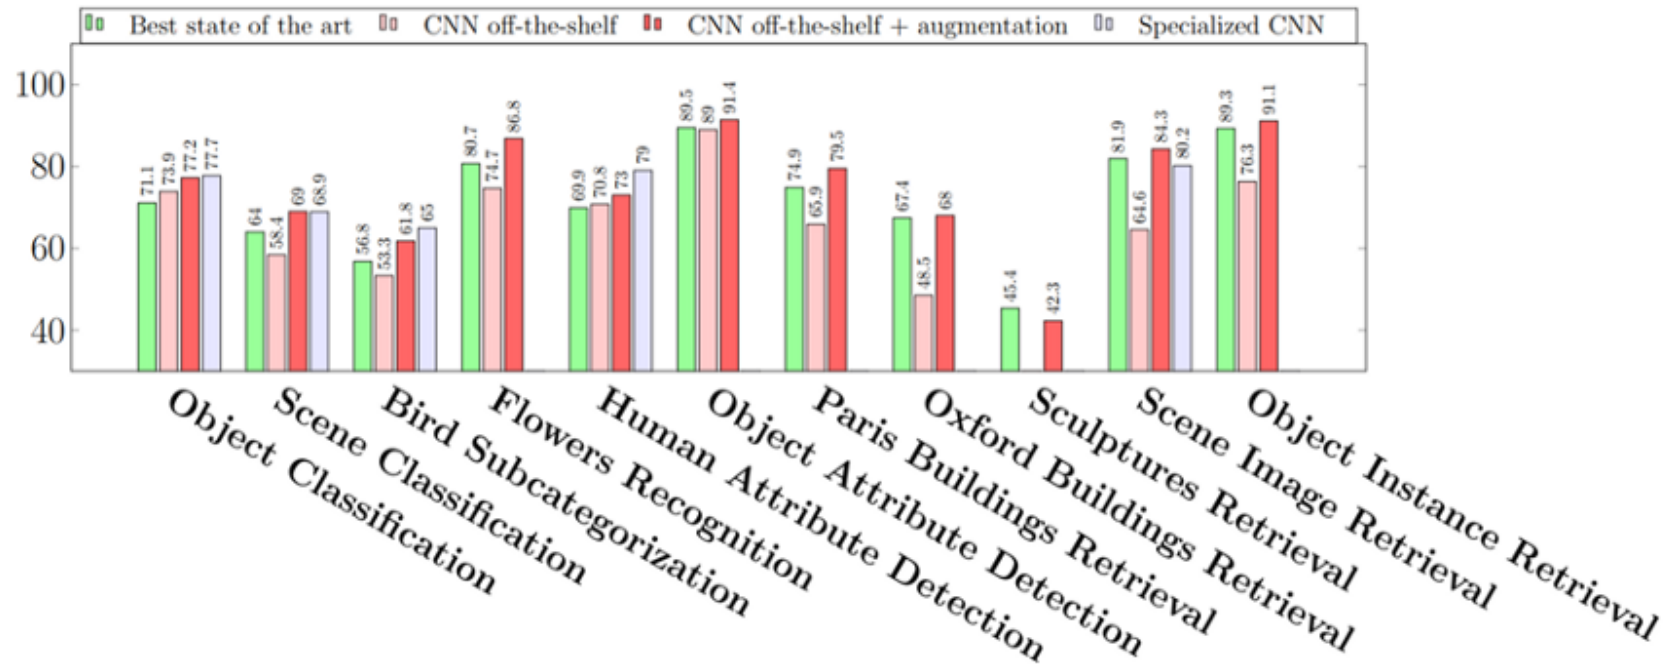 Best state of the art CNN off-the-shelf CNN off-the-shelf + augmentation Specialized CNN
100
80
60
40
71.1 73.9 77.2 77.7
64 58.4 69 68.9
56.8 53.3 61.8 65
80.7 74.7 86.8
69.9 70.8 73 79
89.5 89 91.4
74.9 65.9 79.5
67.4 48.5 68
45.4 42.3
81.9 64.6 84.3 80.2
89.3 76.3 91.1
Object Classification
Scene Classification
Bird Subcategorization
Flowers Recognition
Human Attribute Detection
Object Attribute Detection
Paris Buildings Retrieval
Oxford Buildings Retrieval
Sculptures Retrieval
Scene Image Retrieval
Object Instance Retrieval